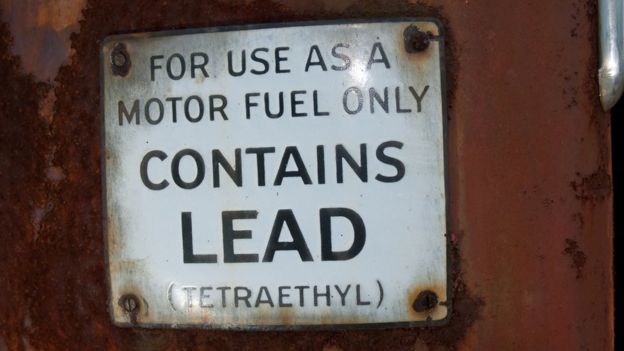 FOR USE AS A
MOTOR FUEL ONLY
CONTAINS
LEAD
(TETRAETHYL)